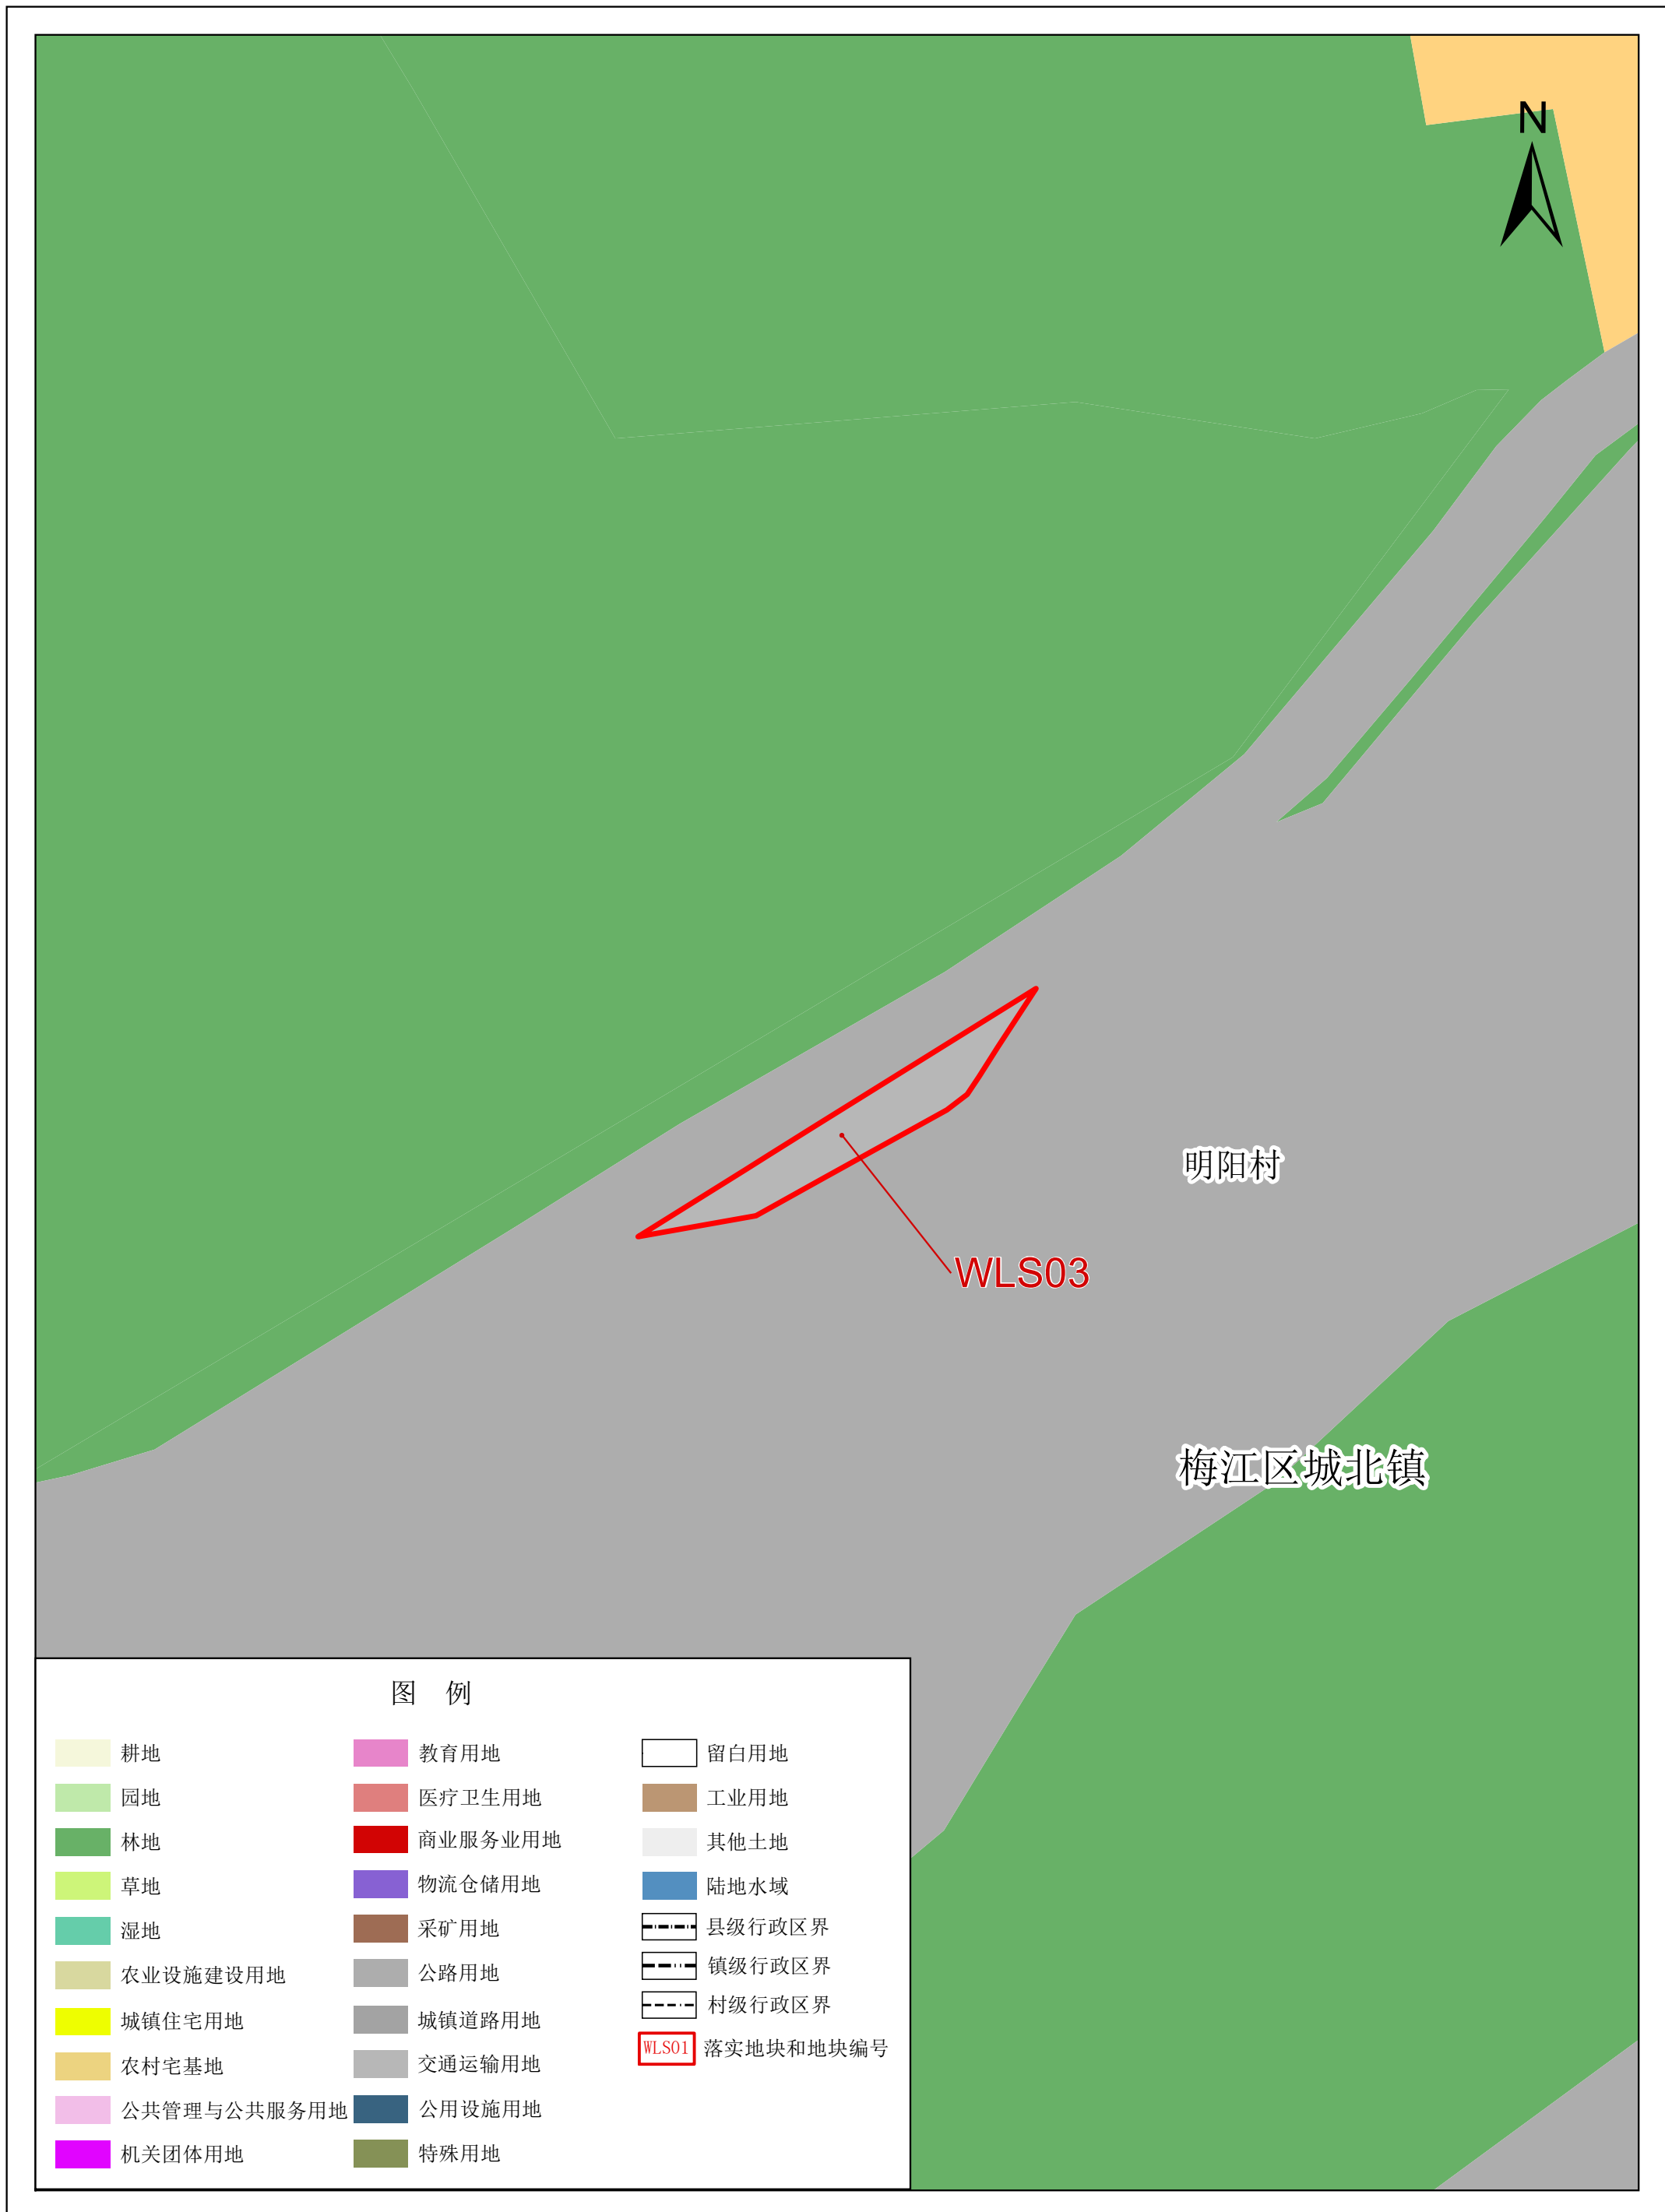 N
明阳村
WLS03
梅江区城北镇
图 例
耕地
园地
林地
草地
湿地
农业设施建设用地
城镇住宅用地
农村宅基地
公共管理与公共服务用地
机关团体用地
教育用地
医疗卫生用地
商业服务业用地
物流仓储用地
采矿用地
公路用地
城镇道路用地
交通运输用地
公用设施用地
特殊用地
留白用地
工业用地
其他土地
陆地水域
县级行政区界
镇级行政区界
村级行政区界
WLS01 落实地块和地块编号